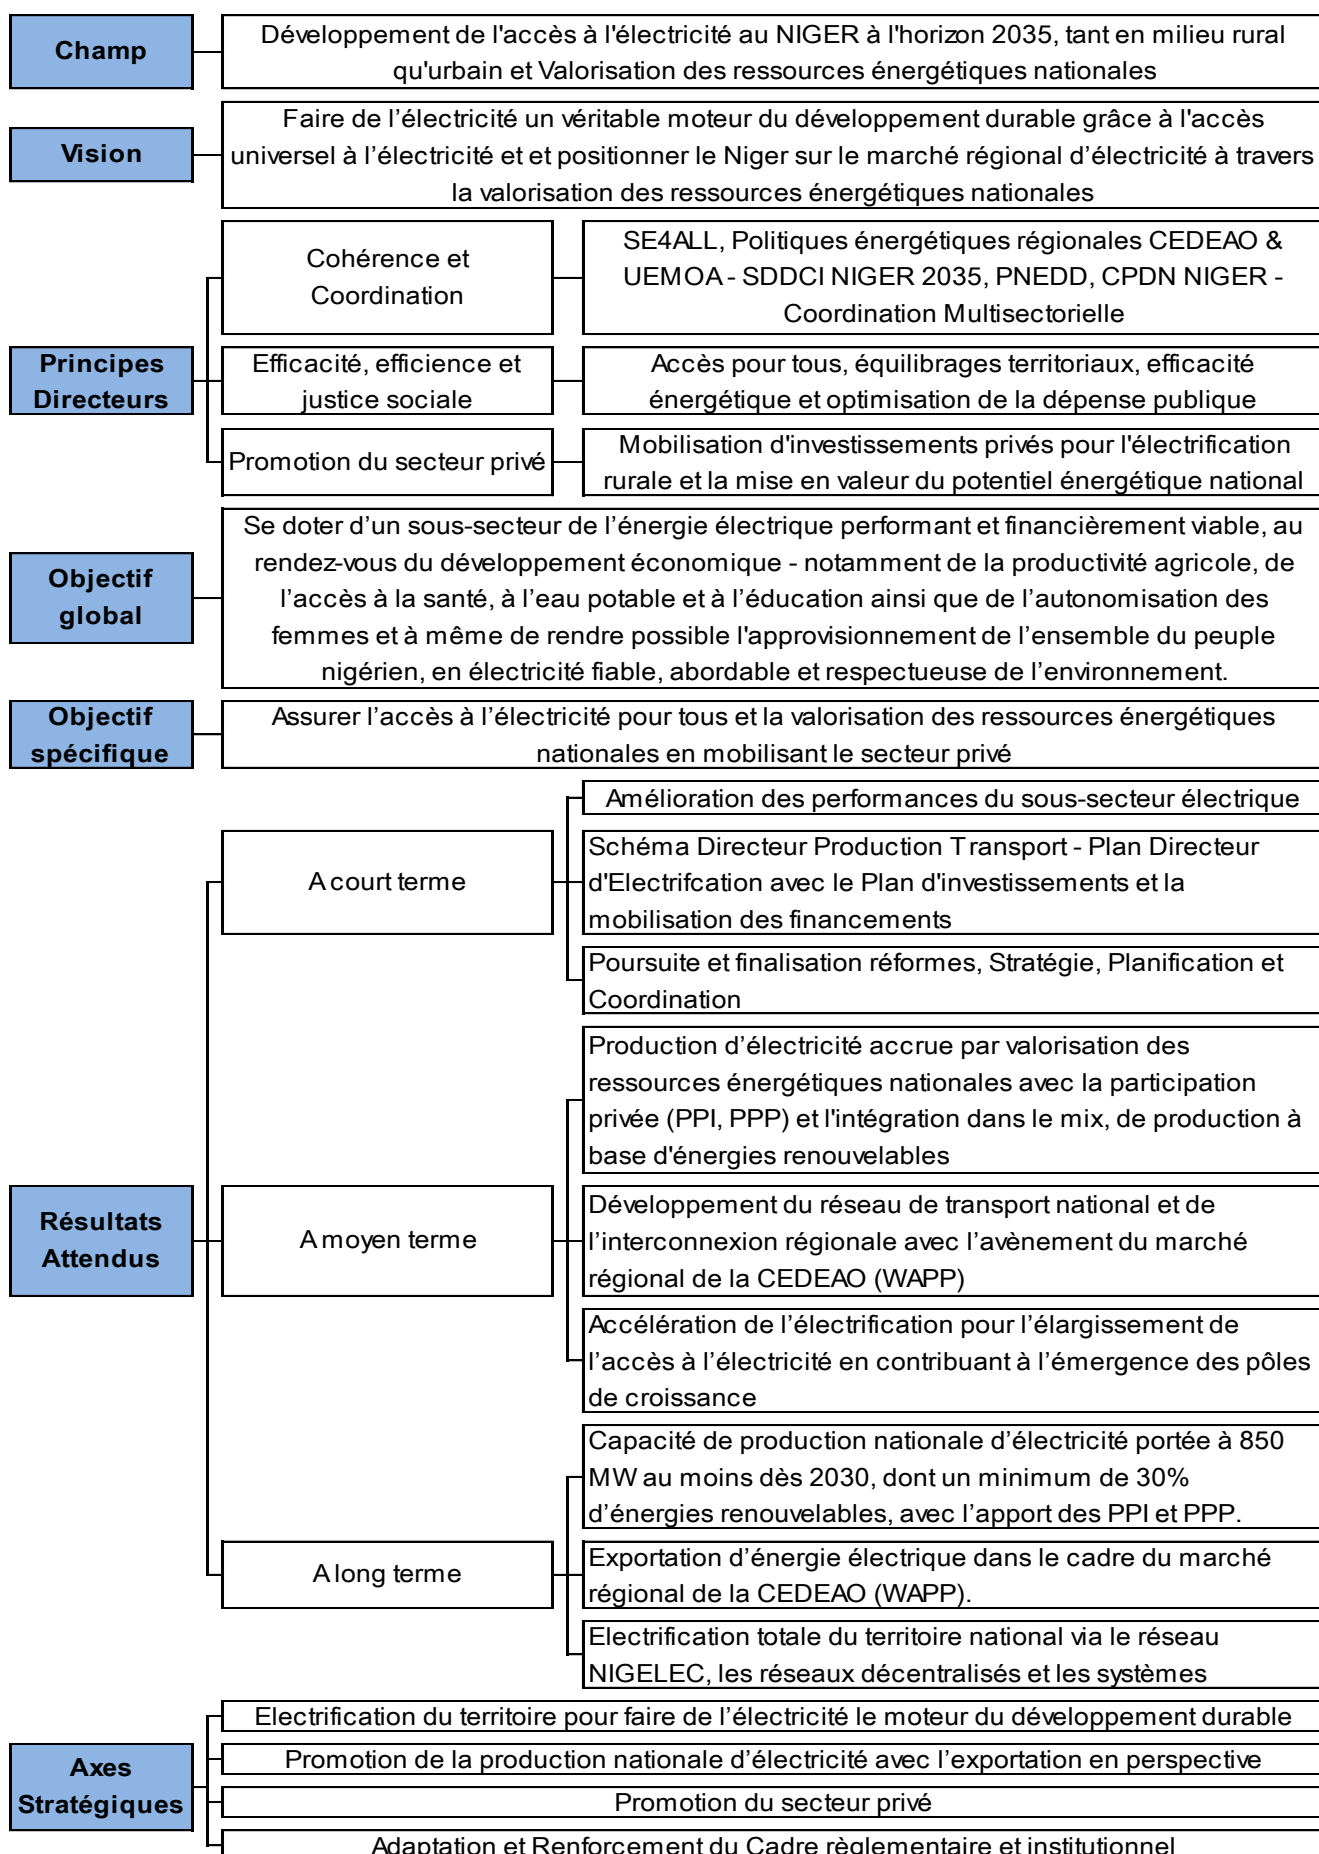 Champ
Développement de l'accès à l'électricité au NIGER à l'horizon 2035, tant en milieu rural
qu'urbain et Valorisation des ressources énergétiques nationales
Vision
Faire de l’électricité un véritable moteur du développement durable grâce à l'accès
universel à l’électricité et et positionner le Niger sur le marché régional d’électricité à travers
la valorisation des ressources énergétiques nationales
Principes
Directeurs
Cohérence et
Coordination
SE4ALL, Politiques énergétiques régionales CEDEAO &
UEMOA - SDDCI NIGER 2035, PNEDD, CPDN NIGER -
Coordination Multisectorielle
Efficacité, efficience et
justice sociale
Accès pour tous, équilibrages territoriaux, efficacité
énergétique et optimisation de la dépense publique
Promotion du secteur privé
Mobilisation d'investissements privés pour l'électrification
rurale et la mise en valeur du potentiel énergétique national
Objectif
global
Se doter d’un sous-secteur de l’énergie électrique performant et financièrement viable, au
rendez-vous du développement économique - notamment de la productivité agricole, de
l’accès à la santé, à l’eau potable et à l’éducation ainsi que de l’autonomisation des
femmes et à même de rendre possible l'approvisionnement de l’ensemble du peuple
nigérien, en électricité fiable, abordable et respectueuse de l’environnement.
Objectif
spécifique
Assurer l’accès à l’électricité pour tous et la valorisation des ressources énergétiques
nationales en mobilisant le secteur privé
Résultats
Attendus
A court terme
Amélioration des performances du sous-secteur électrique
Schéma Directeur Production Transport - Plan Directeur
d'Electrifcation avec le Plan d'investissements et la
mobilisation des financements
Poursuite et finalisation réformes, Stratégie, Planification et
Coordination
A moyen terme
Production d’électricité accrue par valorisation des
ressources énergétiques nationales avec la participation
privée (PPI, PPP) et l'intégration dans le mix, de production à
base d'énergies renouvelables
Développement du réseau de transport national et de
l’interconnexion régionale avec l’avènement du marché
régional de la CEDEAO (WAPP)
Accélération de l’électrification pour l’élargissement de
l’accès à l’électricité en contribuant à l’émergence des pôles
de croissance
A long terme
Capacité de production nationale d’électricité portée à 850
MW au moins dès 2030, dont un minimum de 30%
d’énergies renouvelables, avec l’apport des PPI et PPP.
Exportation d’énergie électrique dans le cadre du marché
régional de la CEDEAO (WAPP).
Electrification totale du territoire national via le réseau
NIGELEC, les réseaux décentralisés et les systèmes
Axes
Stratégiques
Electrification du territoire pour faire de l’électricité le moteur du développement durable
Promotion de la production nationale d’électricité avec l’exportation en perspective
Promotion du secteur privé
Adaptation et Renforcement du Cadre règlementaire et institutionnel